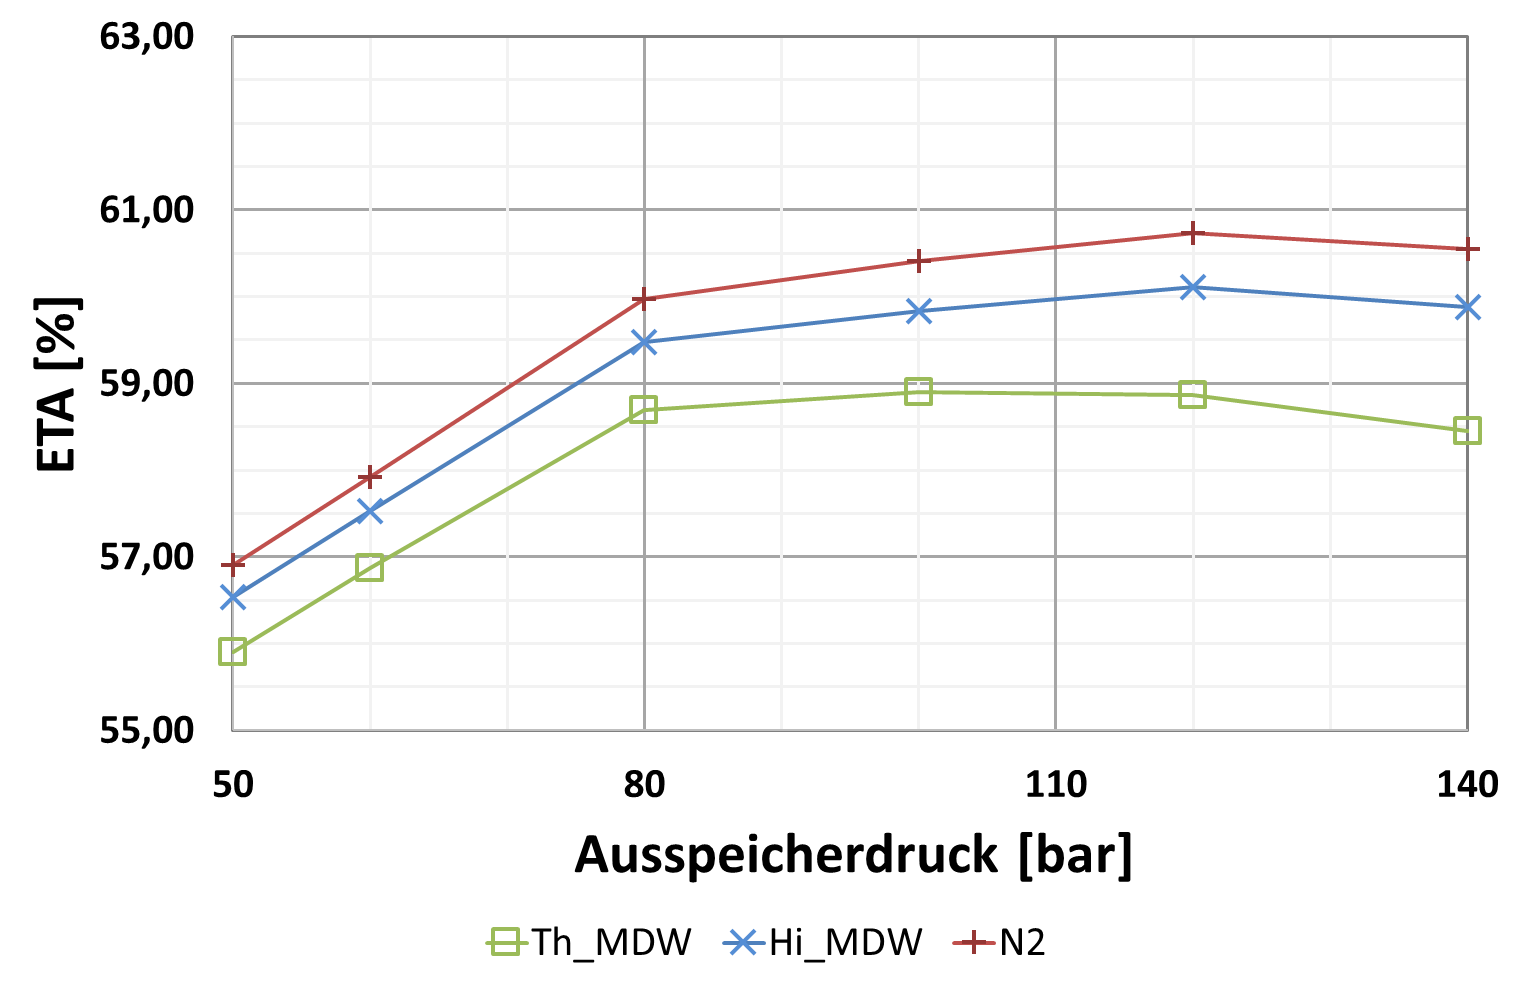 63,00
61,00
59,00
57,00
55,00
ETA [%]
50 80 110 140
Ausspeicherdruck [bar]
Th_MDW Hi_MDW N2